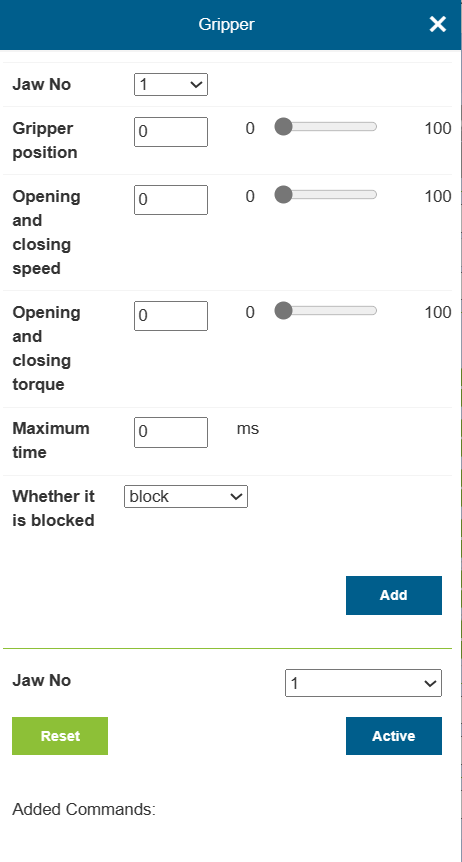 Gripper
Jaw No 1
Gripper position 0 0 100
Opening and closing speed 0 0 100
Opening and closing torque 0 0 100
Maximum time 0 ms
Whether it is blocked block
Add
Jaw No 1
Reset Active
Added Commands: